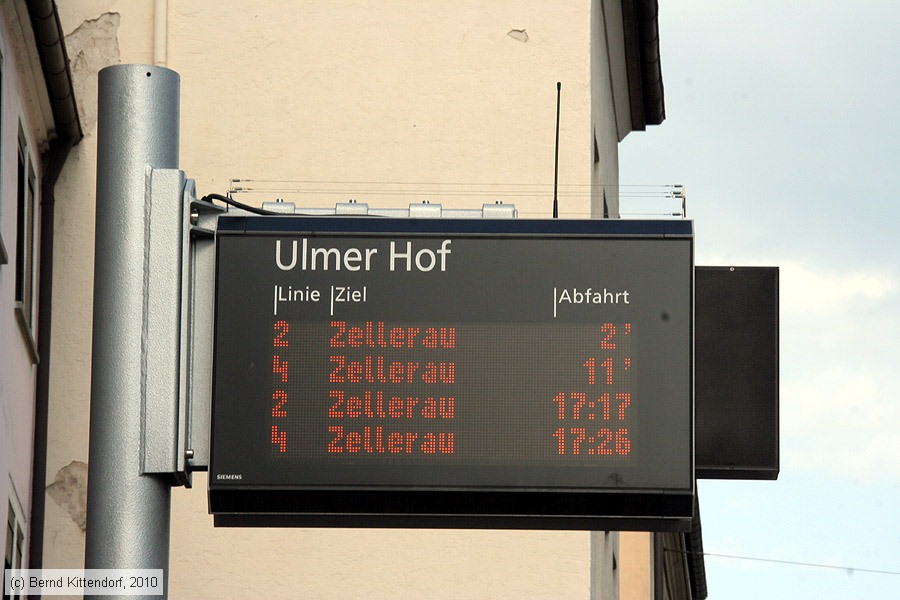 Ulmer Hof
Linie Ziel Abfahrt
2 Zellerau 2'
4 Zellerau 11'
2 Zellerau 17:17
4 Zellerau 17:26
SIEMENS
(c) Bernd Kittendorf, 2010